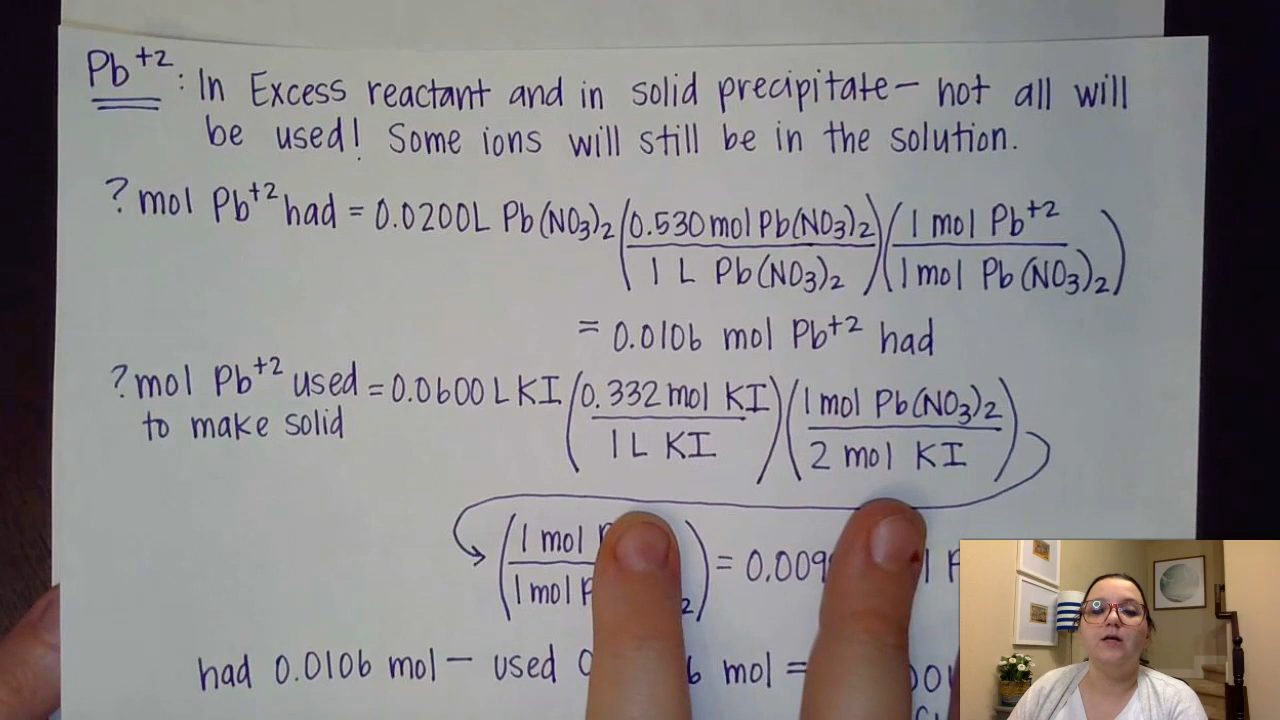 Pb⁺²: In Excess reactant and in solid precipitate – not all will
be used! Some ions will still be in the solution.
? mol Pb⁺² had = 0.0200L Pb(NO₃)₂ (0.530 mol Pb(NO₃)₂ / 1 L Pb(NO₃)₂) (1 mol Pb⁺² / 1 mol Pb(NO₃)₂)
= 0.0106 mol Pb⁺² had
? mol Pb⁺² used = 0.0600 L KI (0.332 mol KI / 1 L KI) (1 mol Pb(NO₃)₂ / 2 mol KI)
to make solid
(1 mol / 1 mol) =
had 0.0106 mol – used mol =